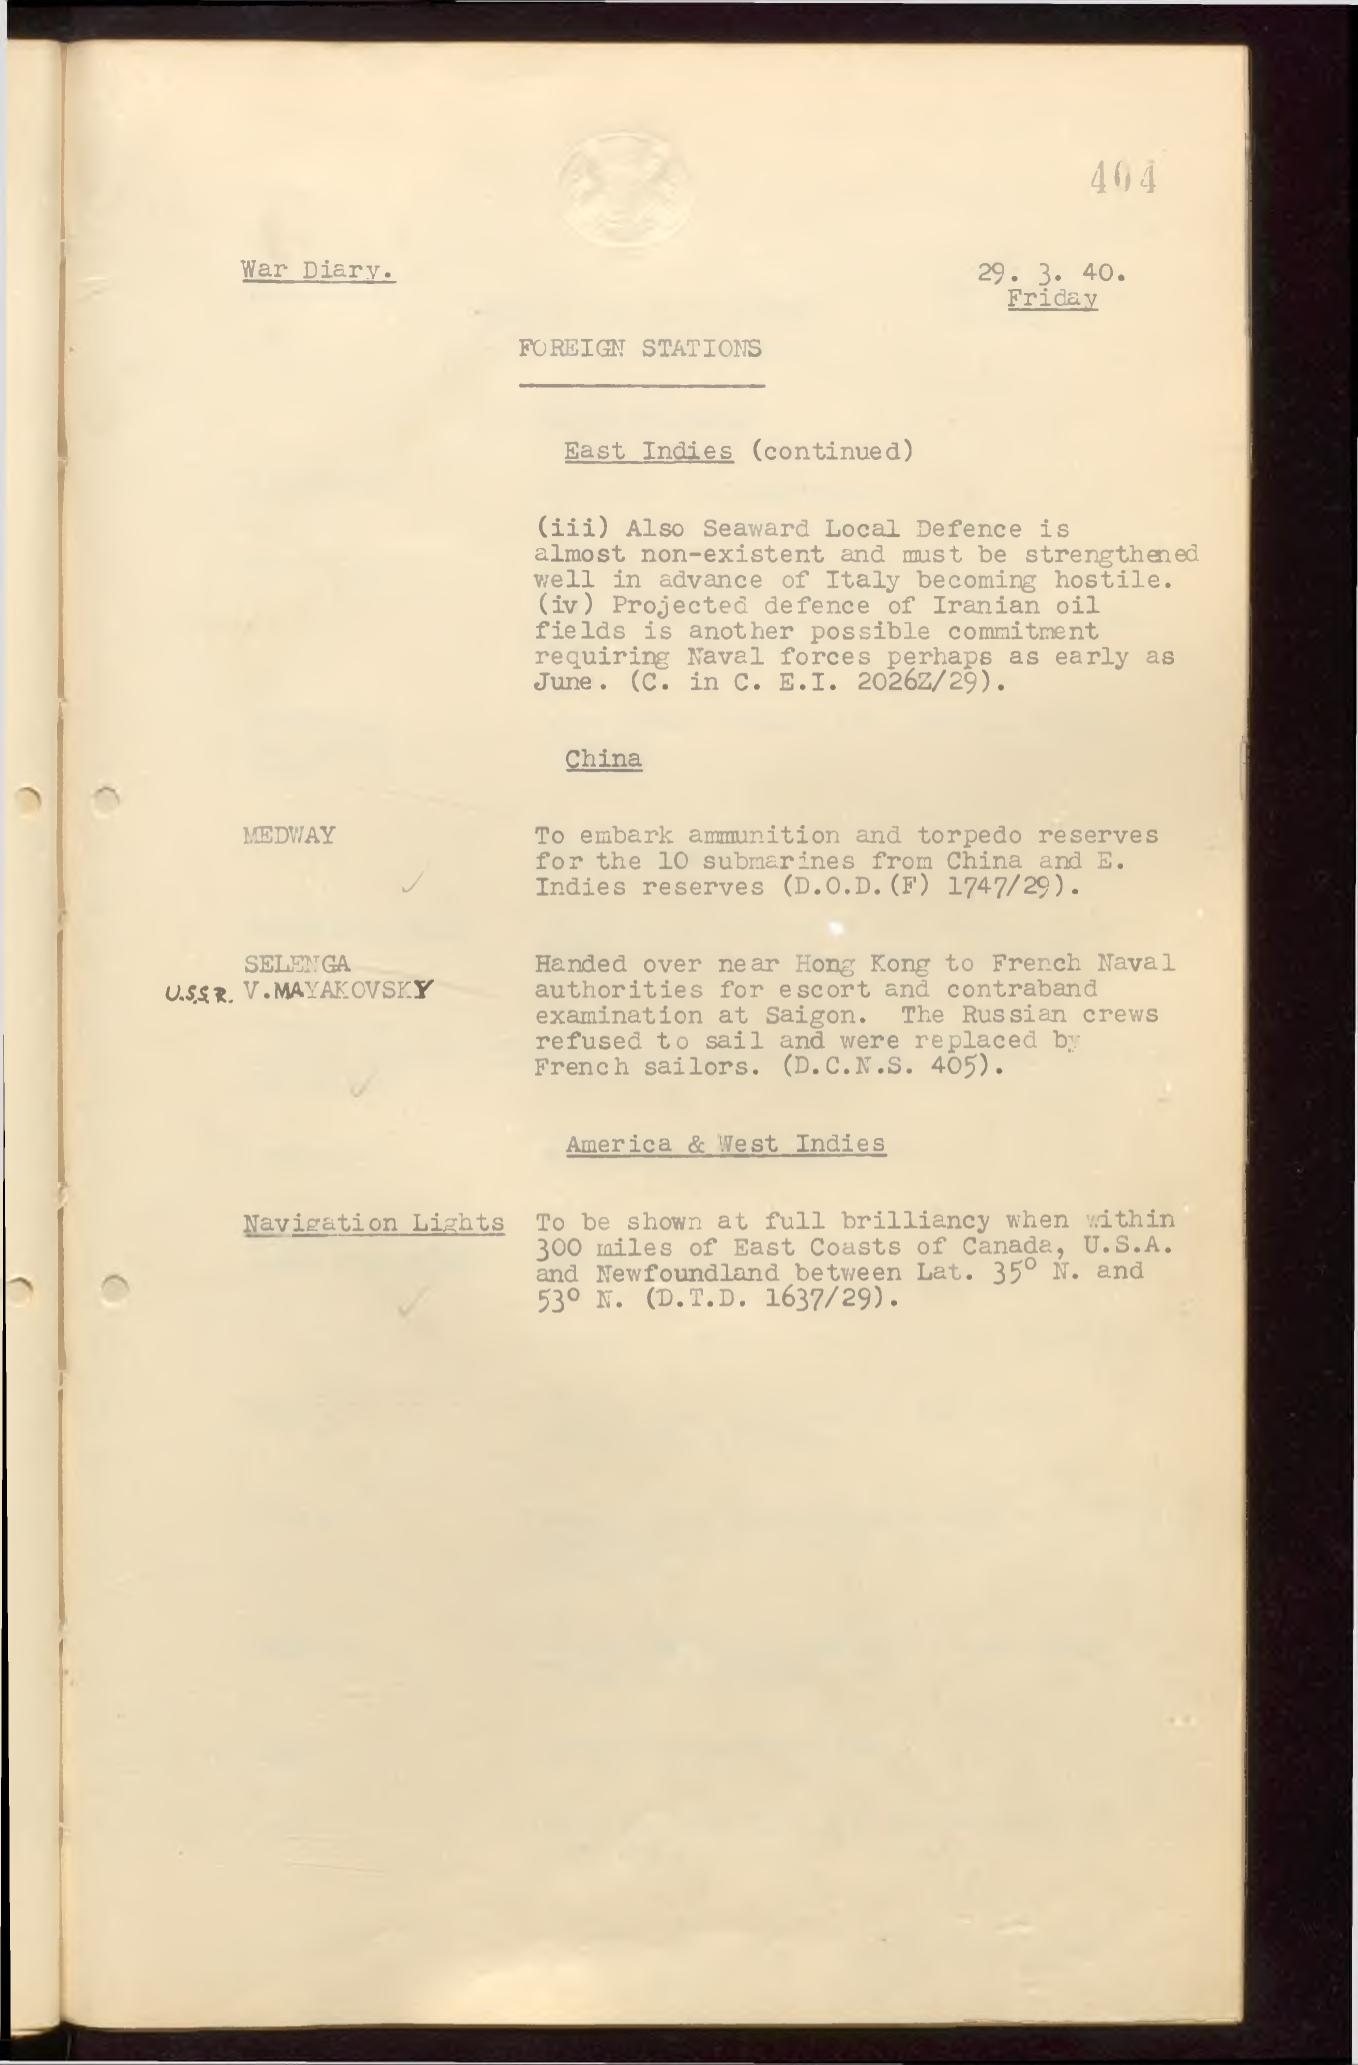 404
War Diary.
29. 3. 40.
Friday
FOREIGN STATIONS
East Indies (continued)
(iii) Also Seaward Local Defence is
almost non-existent and must be strengthened
well in advance of Italy becoming hostile.
(iv) Projected defence of Iranian oil
fields is another possible commitment
requiring Naval forces perhaps as early as
June. (C. in C. E.I. 2026Z/29).
China
MEDWAY To embark ammunition and torpedo reserves
for the 10 submarines from China and E.
Indies reserves (D.O.D.(F) 1747/29).
SELENGA Handed over near Hong Kong to French Naval
U.S.S.R. V.MAYAKOVSKY authorities for escort and contraband
examination at Saigon. The Russian crews
refused to sail and were replaced by
French sailors. (D.C.N.S. 405).
America & West Indies
Navigation Lights To be shown at full brilliancy when within
300 miles of East Coasts of Canada, U.S.A.
and Newfoundland between Lat. 35° N. and
53° N. (D.T.D. 1637/29).